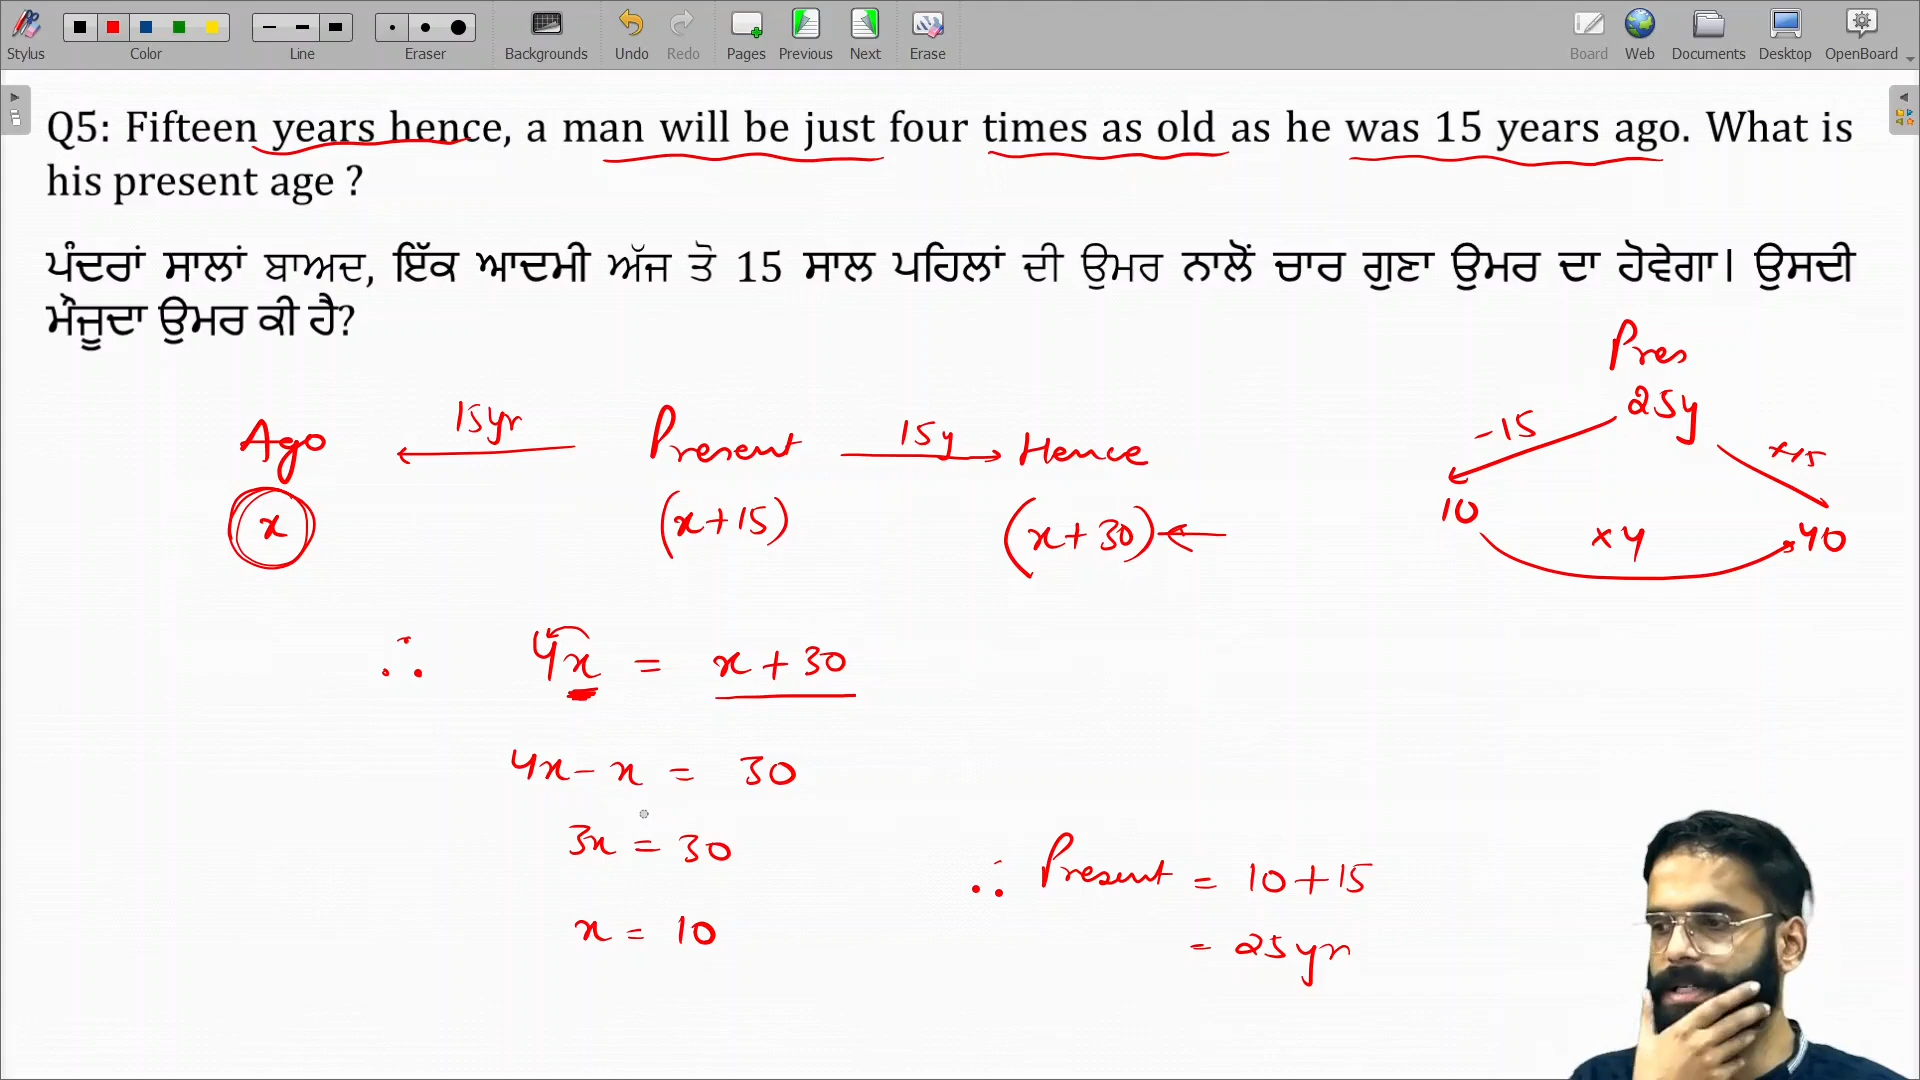 Stylus Color Line Eraser Backgrounds Undo Redo Pages Previous Next Erase Board Web Documents Desktop OpenBoard
Q5: Fifteen years hence, a man will be just four times as old as he was 15 years ago. What is
his present age ?
ਪੰਦਰਾਂ ਸਾਲਾਂ ਬਾਅਦ, ਇੱਕ ਆਦਮੀ ਅੱਜ ਤੋ 15 ਸਾਲ ਪਹਿਲਾਂ ਦੀ ਉਮਰ ਨਾਲੋਂ ਚਾਰ ਗੁਣਾ ਉਮਰ ਦਾ ਹੋਵੇਗਾ। ਉਸਦੀ
ਮੌਜੂਦਾ ਉਮਰ ਕੀ ਹੈ?
Ago 15yr Present 15y Hence
x (x+15) (x+30)
Pres
25y
-15 +15
10 ×4 40
∴ 4x = x+30
4x-x = 30
3x = 30
x = 10
∴ Present = 10+15
= 25yr